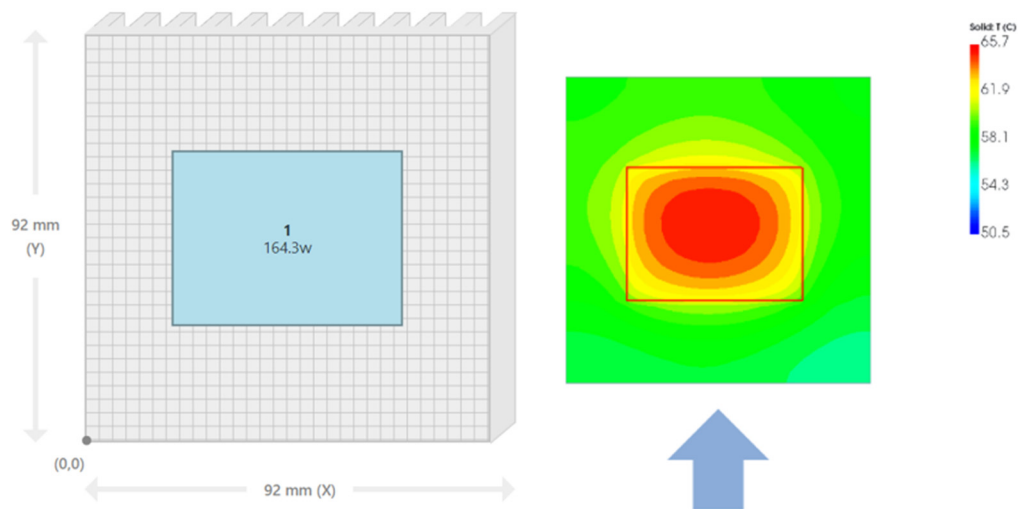 1
164.3w
92 mm
(Y)
(0,0)
92 mm (X)
Solid: T (C)
65.7
61.9
58.1
54.3
50.5